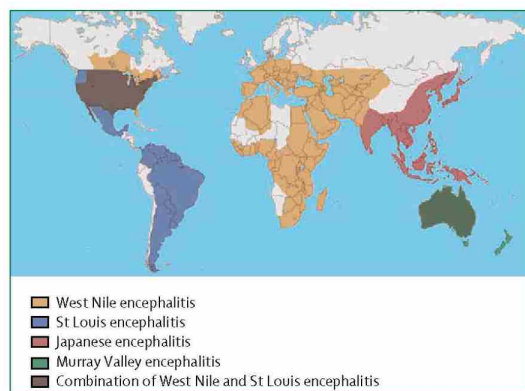 West Nile encephalitis
St Louis encephalitis
Japanese encephalitis
Murray Valley encephalitis
Combination of West Nile and St Louis encephalitis